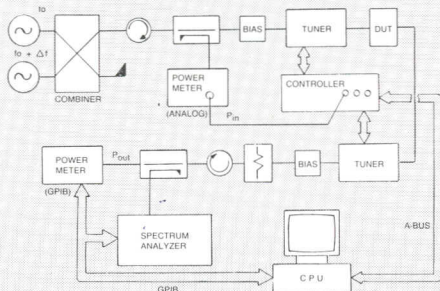 fo
fo + Δf
COMBINER
BIAS
TUNER
DUT
POWER
METER
(ANALOG)
Pin
CONTROLLER
POWER
METER
(GPIB)
Pout
BIAS
TUNER
SPECTRUM
ANALYZER
A-BUS
CPU
GPIB